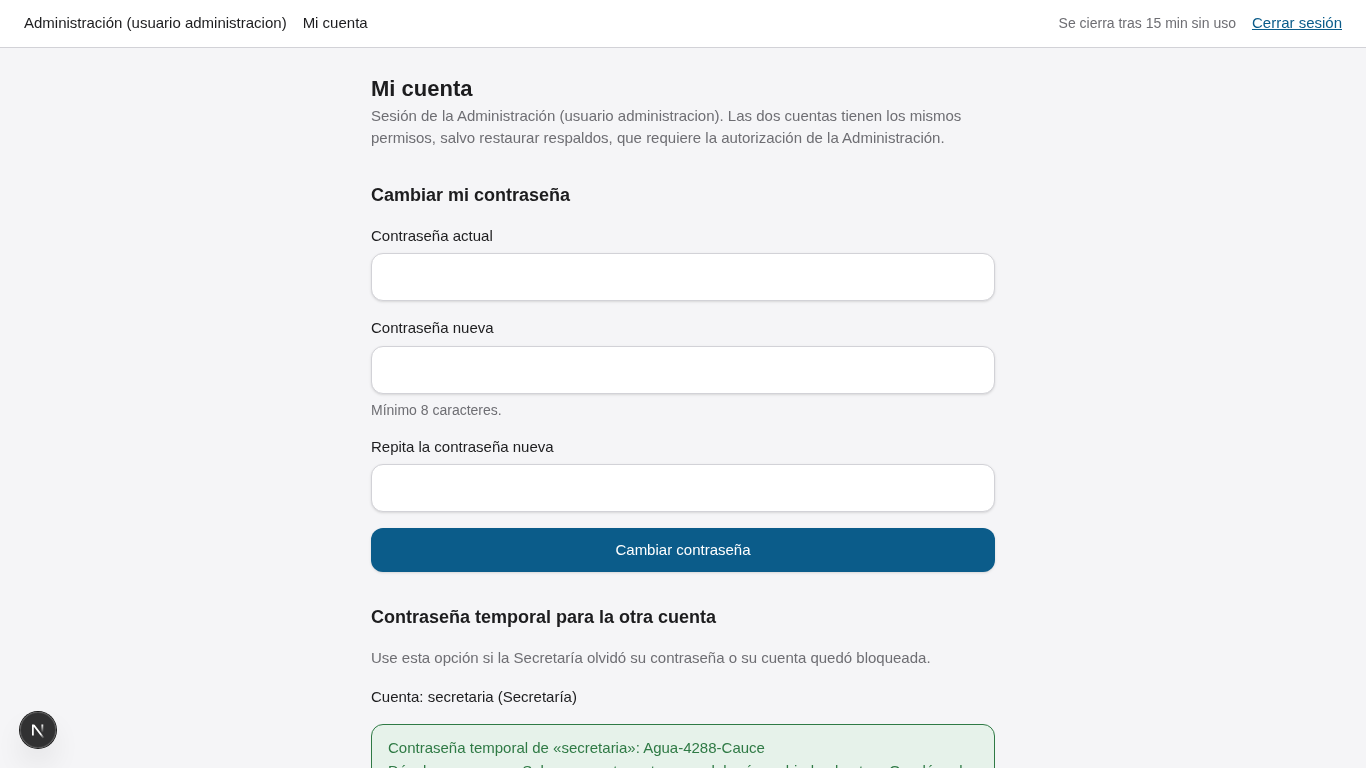 Administración (usuario administracion) Mi cuenta Se cierra tras 15 min sin uso Cerrar sesión
Mi cuenta
Sesión de la Administración (usuario administracion). Las dos cuentas tienen los mismos
permisos, salvo restaurar respaldos, que requiere la autorización de la Administración.
Cambiar mi contraseña
Contraseña actual
Contraseña nueva
Mínimo 8 caracteres.
Repita la contraseña nueva
Cambiar contraseña
Contraseña temporal para la otra cuenta
Use esta opción si la Secretaría olvidó su contraseña o su cuenta quedó bloqueada.
Cuenta: secretaria (Secretaría)
Contraseña temporal de «secretaria»: Agua-4288-Cauce